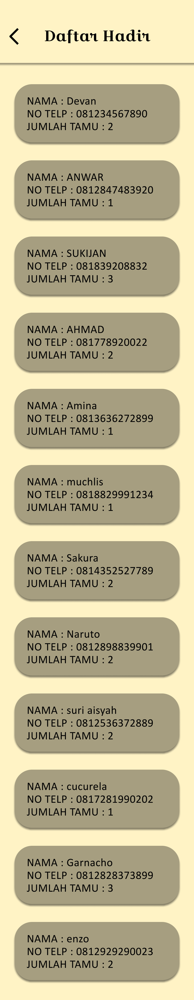 Daftar Hadir
NAMA : Devan
NO TELP : 081234567890
JUMLAH TAMU : 2
NAMA : ANWAR
NO TELP : 0812847483920
JUMLAH TAMU : 1
NAMA : SUKIJAN
NO TELP : 081839208832
JUMLAH TAMU : 3
NAMA : AHMAD
NO TELP : 081778920022
JUMLAH TAMU : 2
NAMA : Amina
NO TELP : 0813636272899
JUMLAH TAMU : 1
NAMA : muchlis
NO TELP : 0818829991234
JUMLAH TAMU : 1
NAMA : Sakura
NO TELP : 0814352527789
JUMLAH TAMU : 2
NAMA : Naruto
NO TELP : 0812898839901
JUMLAH TAMU : 2
NAMA : suri aisyah
NO TELP : 0812536372889
JUMLAH TAMU : 2
NAMA : cucurela
NO TELP : 0817281990202
JUMLAH TAMU : 1
NAMA : Garnacho
NO TELP : 0812828373899
JUMLAH TAMU : 3
NAMA : enzo
NO TELP : 0812929290023
JUMLAH TAMU : 2